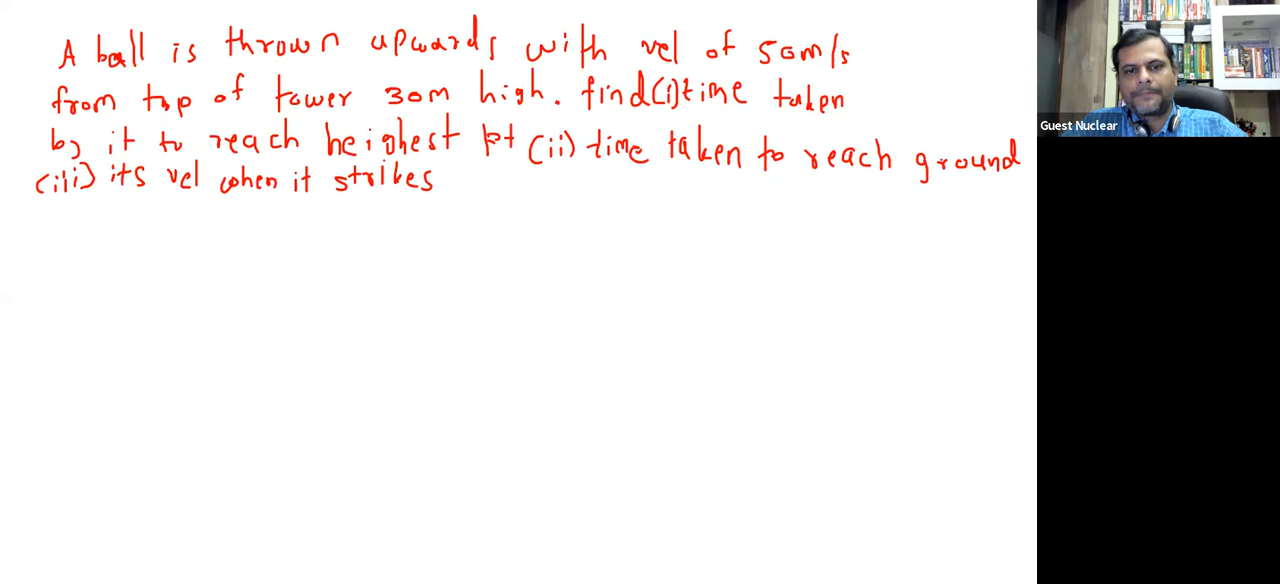 A ball is thrown upwards with vel of 50m/s
from top of tower 30m high. find(i)time taken
by it to reach heighest pt (ii) time taken to reach ground
(iii) its vel when it strikes
Guest Nuclear